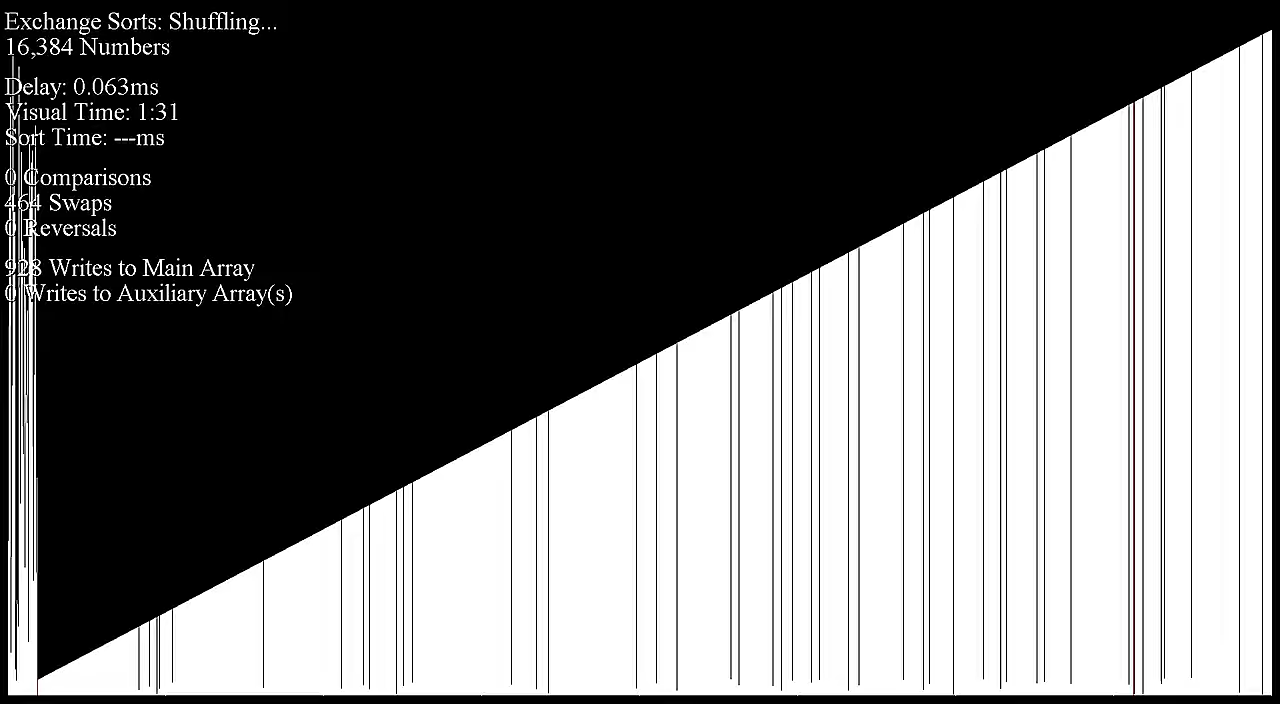 Exchange Sorts: Shuffling...
16,384 Numbers
Delay: 0.063ms
Visual Time: 1:31
Sort Time: ---ms
0 Comparisons
464 Swaps
0 Reversals
928 Writes to Main Array
0 Writes to Auxiliary Array(s)